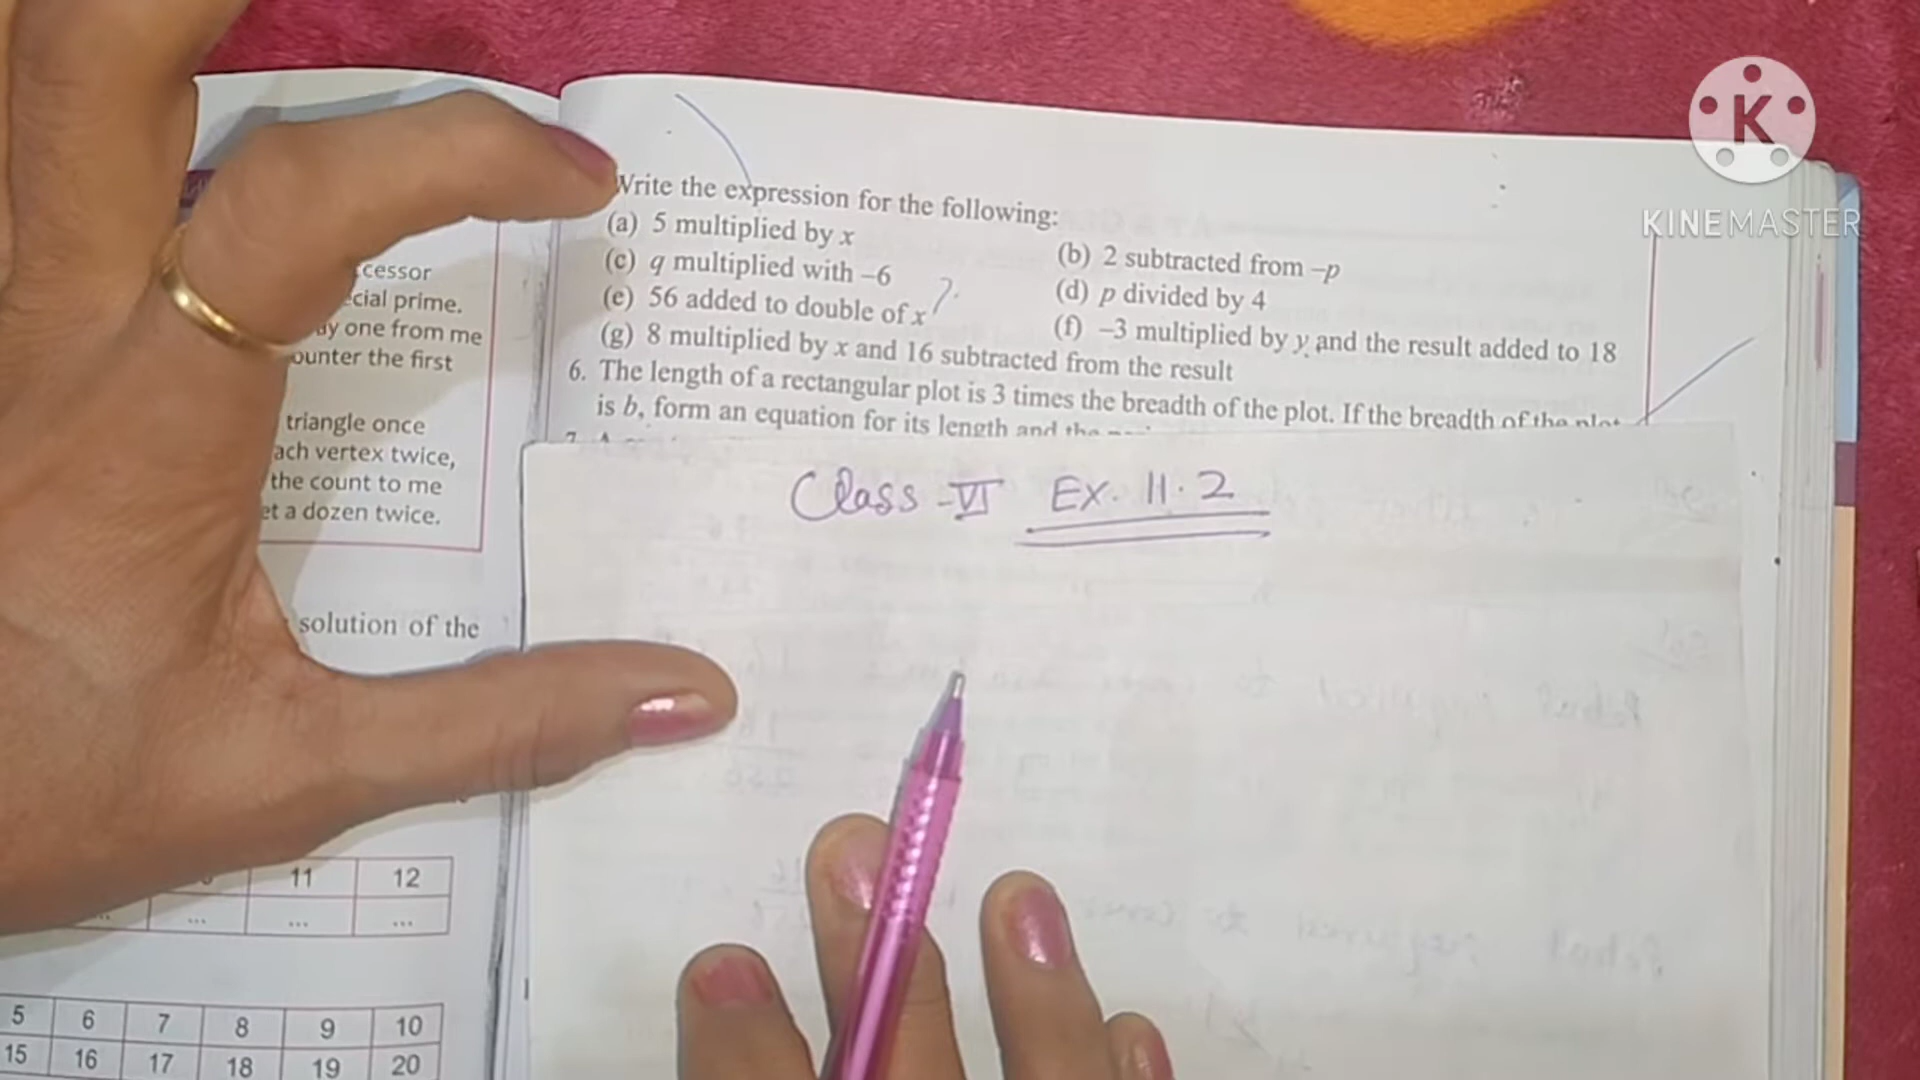 cessor
cial prime.
ay one from me
ounter the first
triangle once
ach vertex twice,
the count to me
et a dozen twice.
solution of the
11 12
... ... ... ...
5 6 7 8 9 10
15 16 17 18 19 20
Write the expression for the following:
(a) 5 multiplied by x
(b) 2 subtracted from –p
(c) q multiplied with –6
(d) p divided by 4
(e) 56 added to double of x
(f) –3 multiplied by y and the result added to 18
(g) 8 multiplied by x and 16 subtracted from the result
6. The length of a rectangular plot is 3 times the breadth of the plot. If the breadth of the plot
is b, form an equation for its length and the
Class - VI Ex. 11.2
K
KINEMASTER